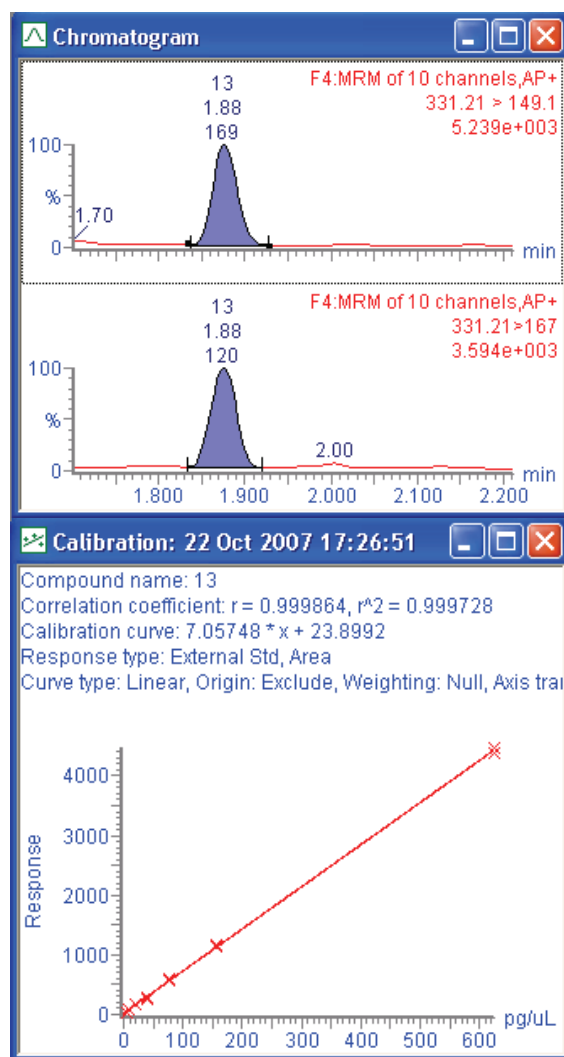 Chromatogram
F4:MRM of 10 channels,AP+
331.21 > 149.1
5.239e+003
13
1.88
169
100
%
0
1.70
min
F4:MRM of 10 channels,AP+
331.21>167
3.594e+003
13
1.88
120
100
%
0
2.00
min
1.800 1.900 2.000 2.100 2.200
Calibration: 22 Oct 2007 17:26:51
Compound name: 13
Correlation coefficient: r = 0.999864, r^2 = 0.999728
Calibration curve: 7.05748 * x + 23.8992
Response type: External Std, Area
Curve type: Linear, Origin: Exclude, Weighting: Null, Axis tra
Response
4000
3000
2000
1000
0
0 100 200 300 400 500 600
pg/uL